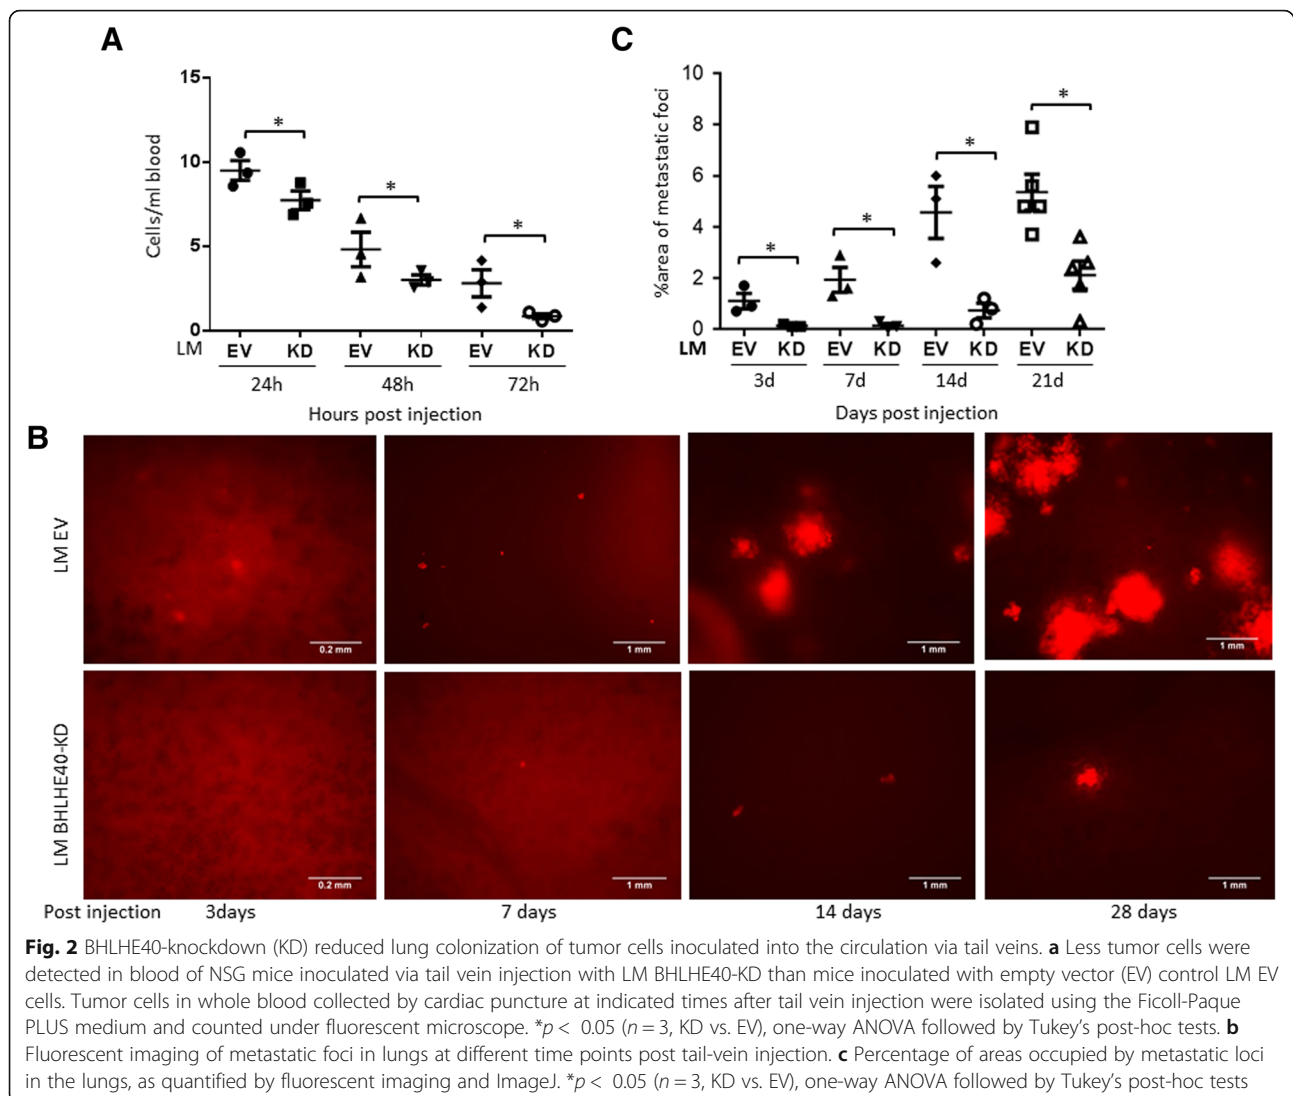 A
C
15
10
5
0
Cells/ml blood
* * *
LM EV KD EV KD EV KD
24h 48h 72h
Hours post injection
10
8
6
4
2
0
%area of metastatic foci
* * * *
LM EV KD EV KD EV KD EV KD
3d 7d 14d 21d
Days post injection
B
LM EV
0.2 mm 1 mm 1 mm 1 mm
LM BHLHE40-KD
0.2 mm 1 mm 1 mm 1 mm
Post injection 3days 7 days 14 days 28 days
Fig. 2 BHLHE40-knockdown (KD) reduced lung colonization of tumor cells inoculated into the circulation via tail veins. a Less tumor cells were
detected in blood of NSG mice inoculated via tail vein injection with LM BHLHE40-KD than mice inoculated with empty vector (EV) control LM EV
cells. Tumor cells in whole blood collected by cardiac puncture at indicated times after tail vein injection were isolated using the Ficoll-Paque
PLUS medium and counted under fluorescent microscope. *p < 0.05 (n = 3, KD vs. EV), one-way ANOVA followed by Tukey's post-hoc tests. b
Fluorescent imaging of metastatic foci in lungs at different time points post tail-vein injection. c Percentage of areas occupied by metastatic loci
in the lungs, as quantified by fluorescent imaging and ImageJ. *p < 0.05 (n = 3, KD vs. EV), one-way ANOVA followed by Tukey's post-hoc tests